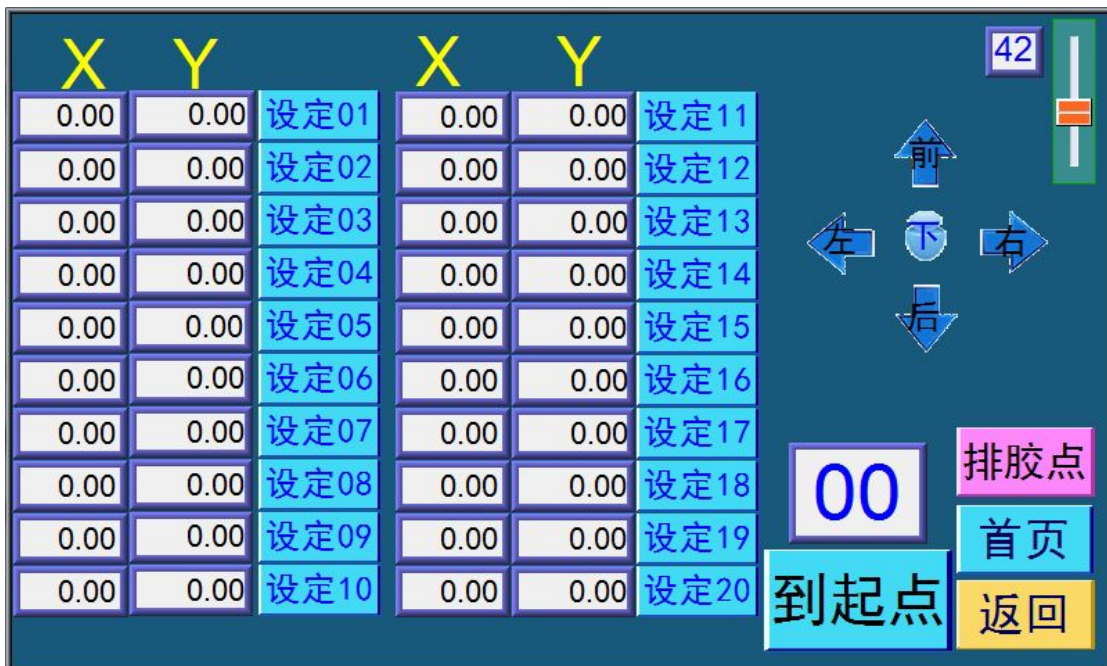 X Y X Y 42
0.00 0.00 设定01 0.00 0.00 设定11
0.00 0.00 设定02 0.00 0.00 设定12
0.00 0.00 设定03 0.00 0.00 设定13
0.00 0.00 设定04 0.00 0.00 设定14
0.00 0.00 设定05 0.00 0.00 设定15
0.00 0.00 设定06 0.00 0.00 设定16
0.00 0.00 设定07 0.00 0.00 设定17
0.00 0.00 设定08 0.00 0.00 设定18
0.00 0.00 设定09 0.00 0.00 设定19
0.00 0.00 设定10 0.00 0.00 设定20
前
左 下 右
后
00 排胶点
首页
到起点 返回